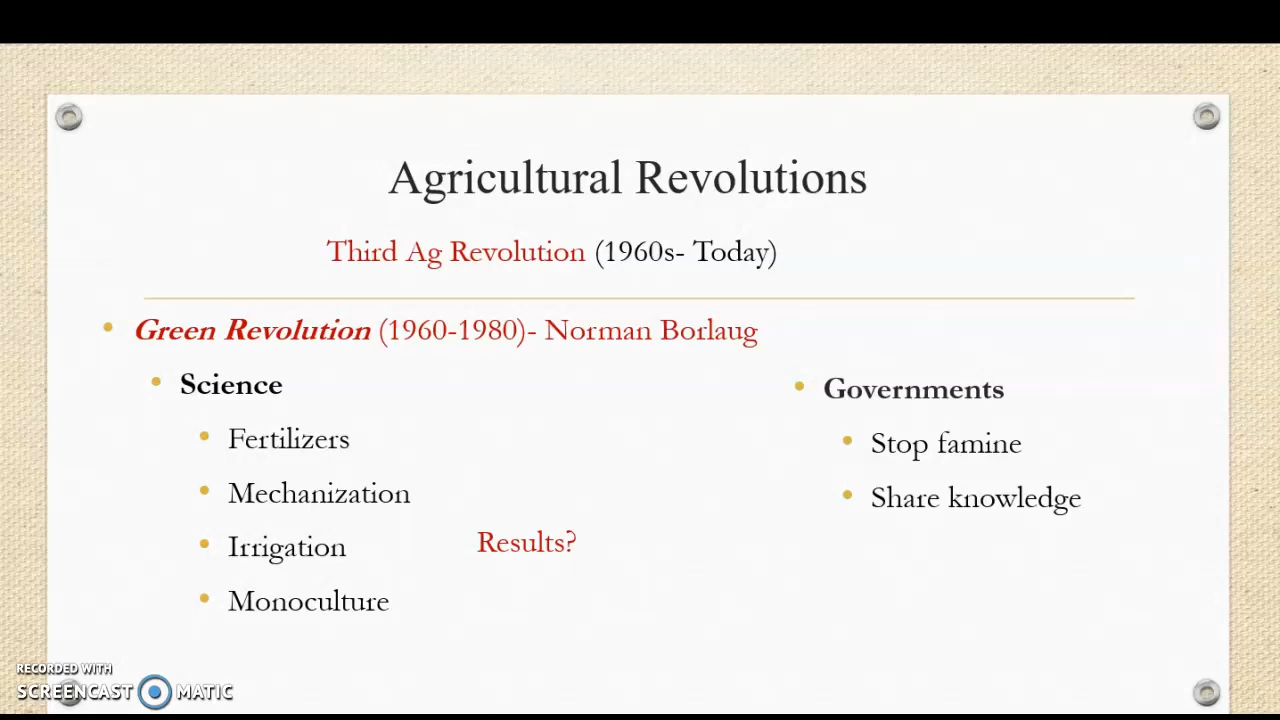 Agricultural Revolutions
Third Ag Revolution (1960s- Today)
Green Revolution (1960-1980)- Norman Borlaug
Science
Fertilizers
Mechanization
Irrigation
Monoculture
Results?
Governments
Stop famine
Share knowledge
RECORDED WITH
SCREENCAST MATIC